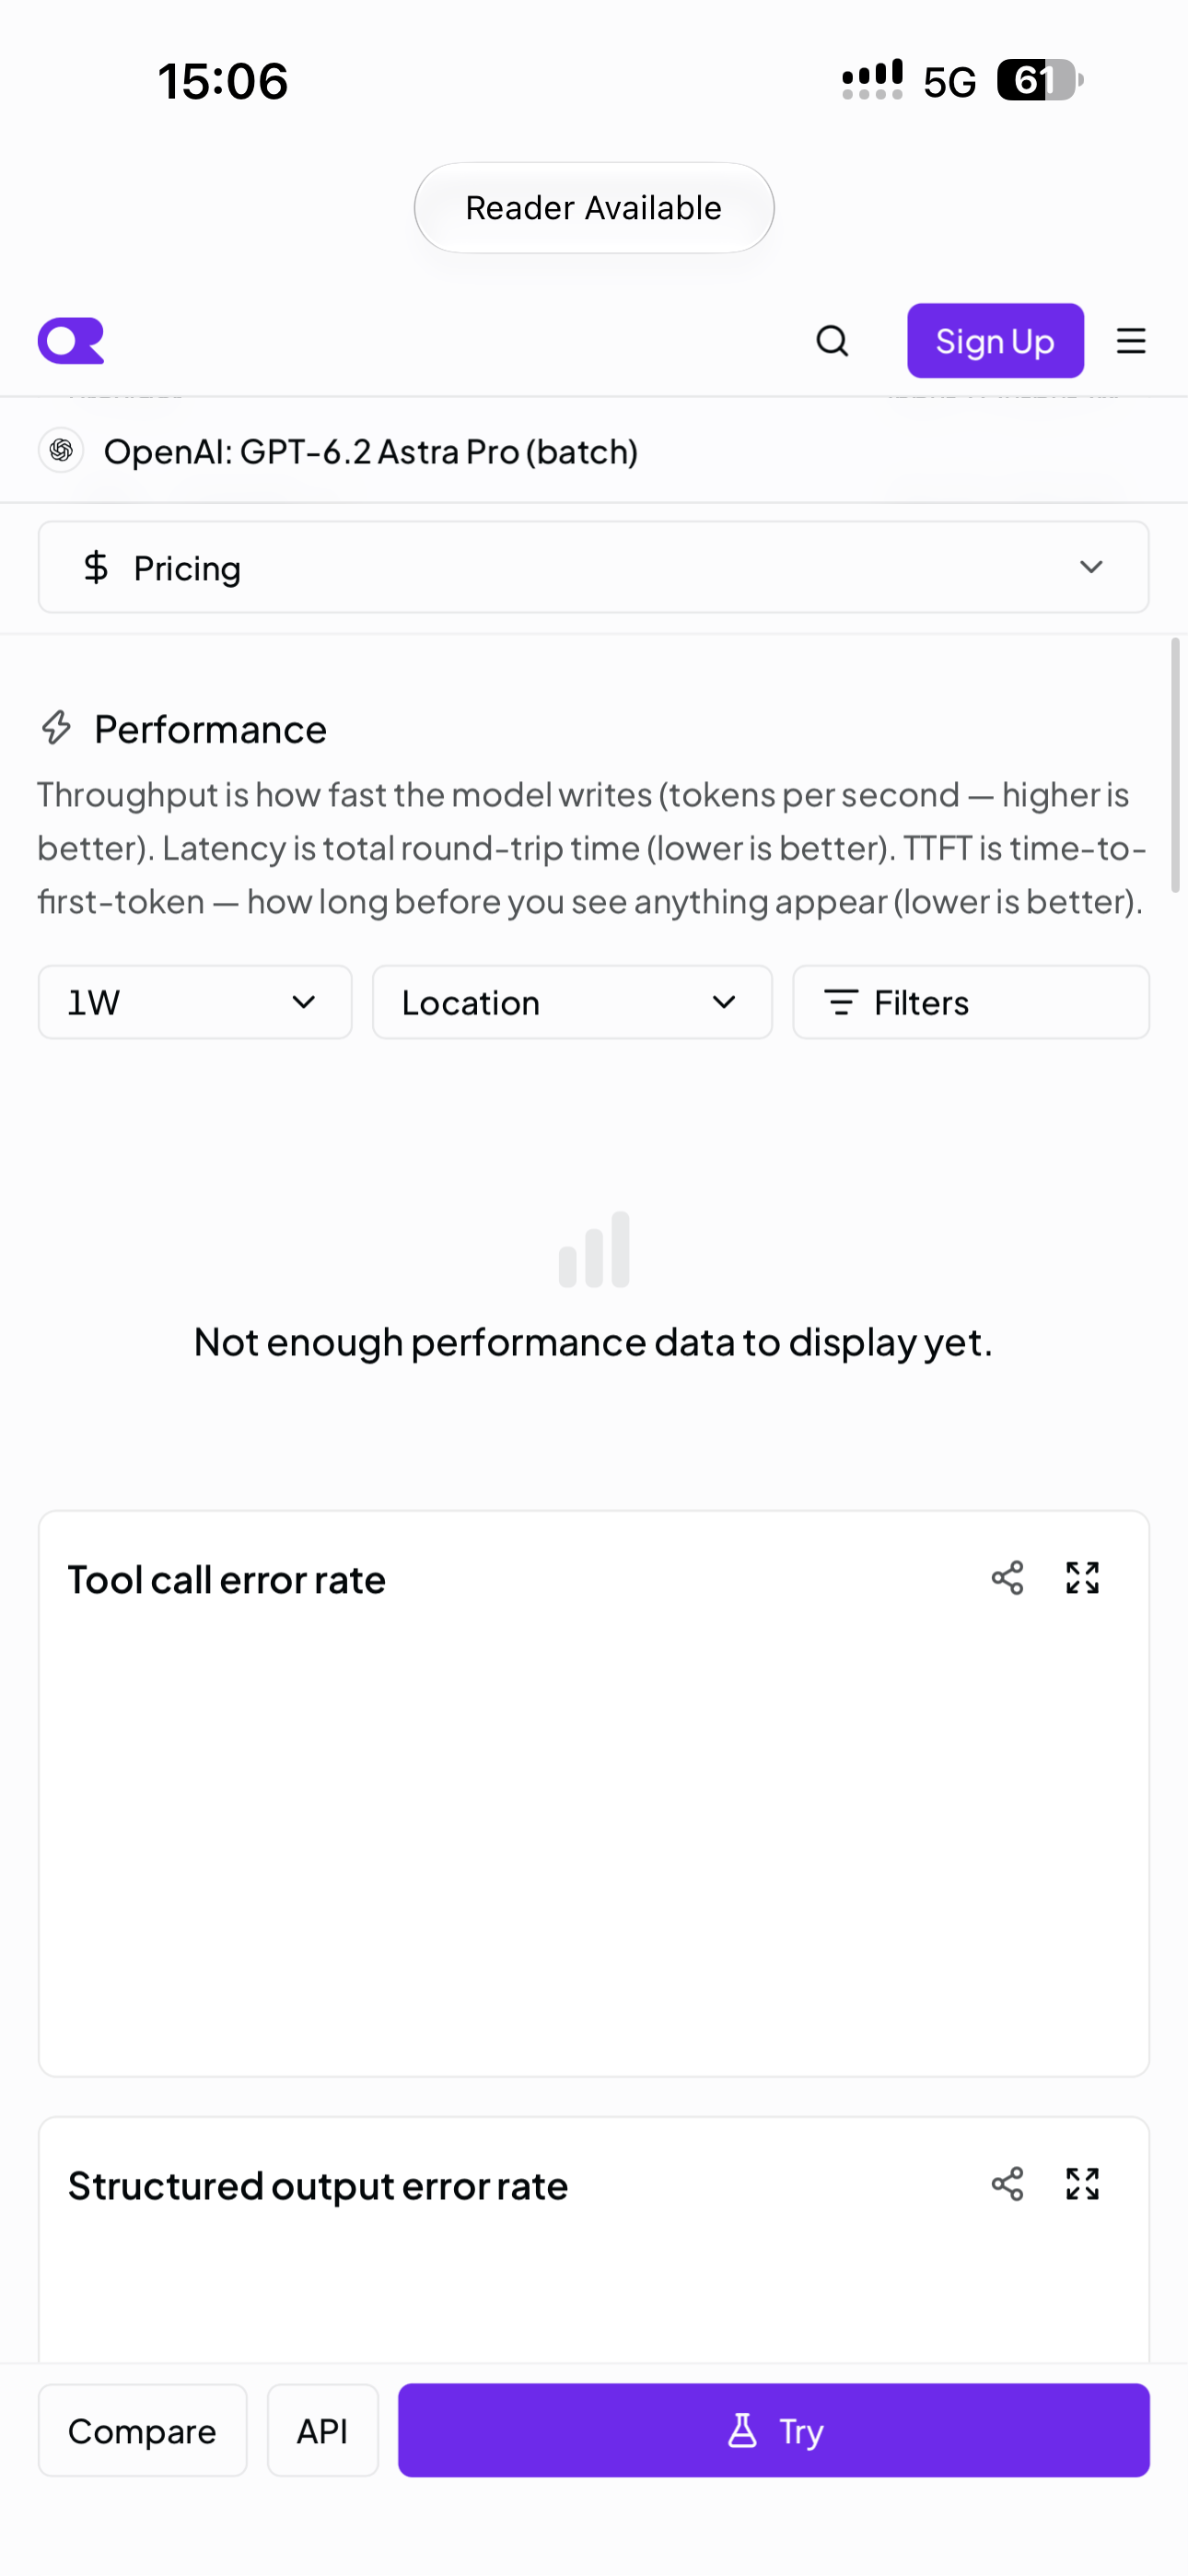 15:06
5G
61
Reader Available
Sign Up
OpenAI: GPT-6.2 Astra Pro (batch)
Pricing
Performance
Throughput is how fast the model writes (tokens per second — higher is
better). Latency is total round-trip time (lower is better). TTFT is time-to-
first-token — how long before you see anything appear (lower is better).
1W
Location
Filters
Not enough performance data to display yet.
Tool call error rate
Structured output error rate
Compare
API
Try